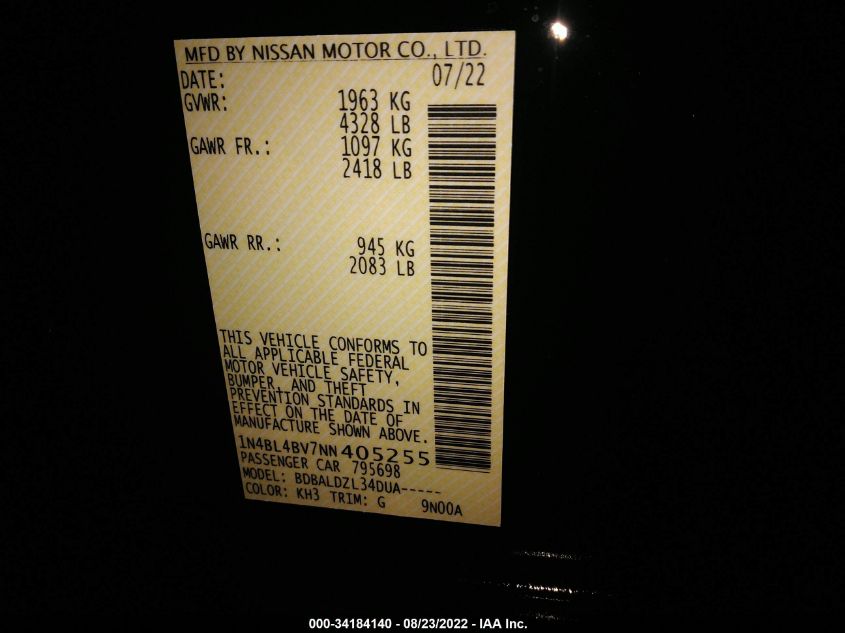 MFD BY NISSAN MOTOR CO., LTD.
DATE: 07/22
GVWR: 1963 KG
4328 LB
GAWR FR.: 1097 KG
2418 LB
GAWR RR.: 945 KG
2083 LB
THIS VEHICLE CONFORMS TO
ALL APPLICABLE FEDERAL
MOTOR VEHICLE SAFETY,
BUMPER, AND THEFT
PREVENTION STANDARDS IN
EFFECT ON THE DATE OF
MANUFACTURE SHOWN ABOVE.
1N4BL4BV7NN405255
PASSENGER CAR 795698
MODEL: BDBALDZL34DUA-----
COLOR: KH3 TRIM: G 9N00A
000-34184140 - 08/23/2022 - IAA Inc.